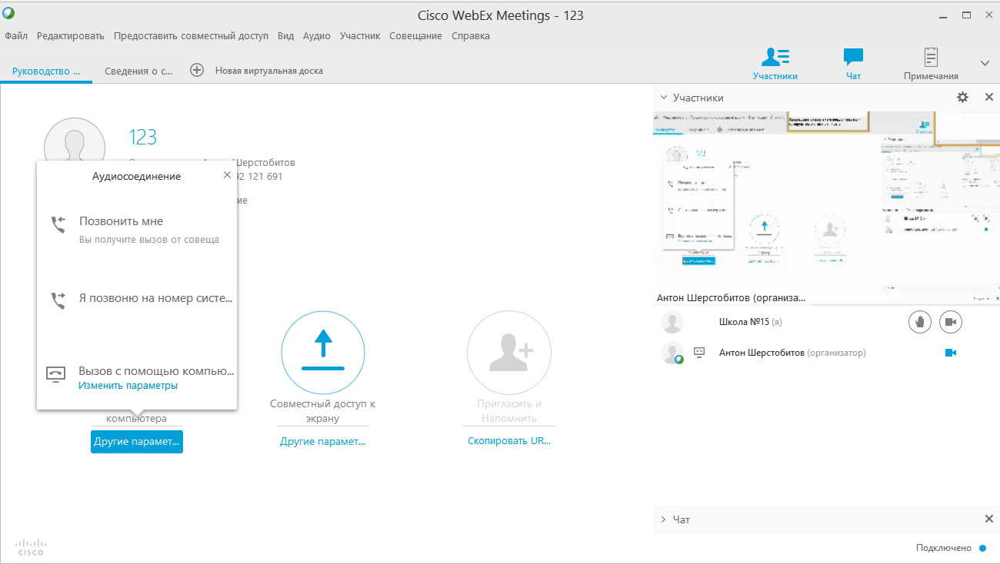 Cisco WebEx Meetings - 123
Файл Редактировать Предоставить совместный доступ Вид Аудио Участник Совещание Справка
Руководство ... Сведения о с... Новая виртуальная доска
Участники Чат Примечания
Участники
123
Шерстобитов
92 121 691
ие
Аудиосоединение
Позвонить мне
Вы получите вызов от совеща
Я позвоню на номер систе...
Вызов с помощью компью...
Изменить параметры
компьютера
Другие парамет...
Совместный доступ к
экрану
Другие парамет...
Пригласить и
Напомнить
Скопировать UR...
Антон Шерстобитов (организа...
Школа №15 (я)
Антон Шерстобитов (организатор)
Чат
Подключено
CISCO